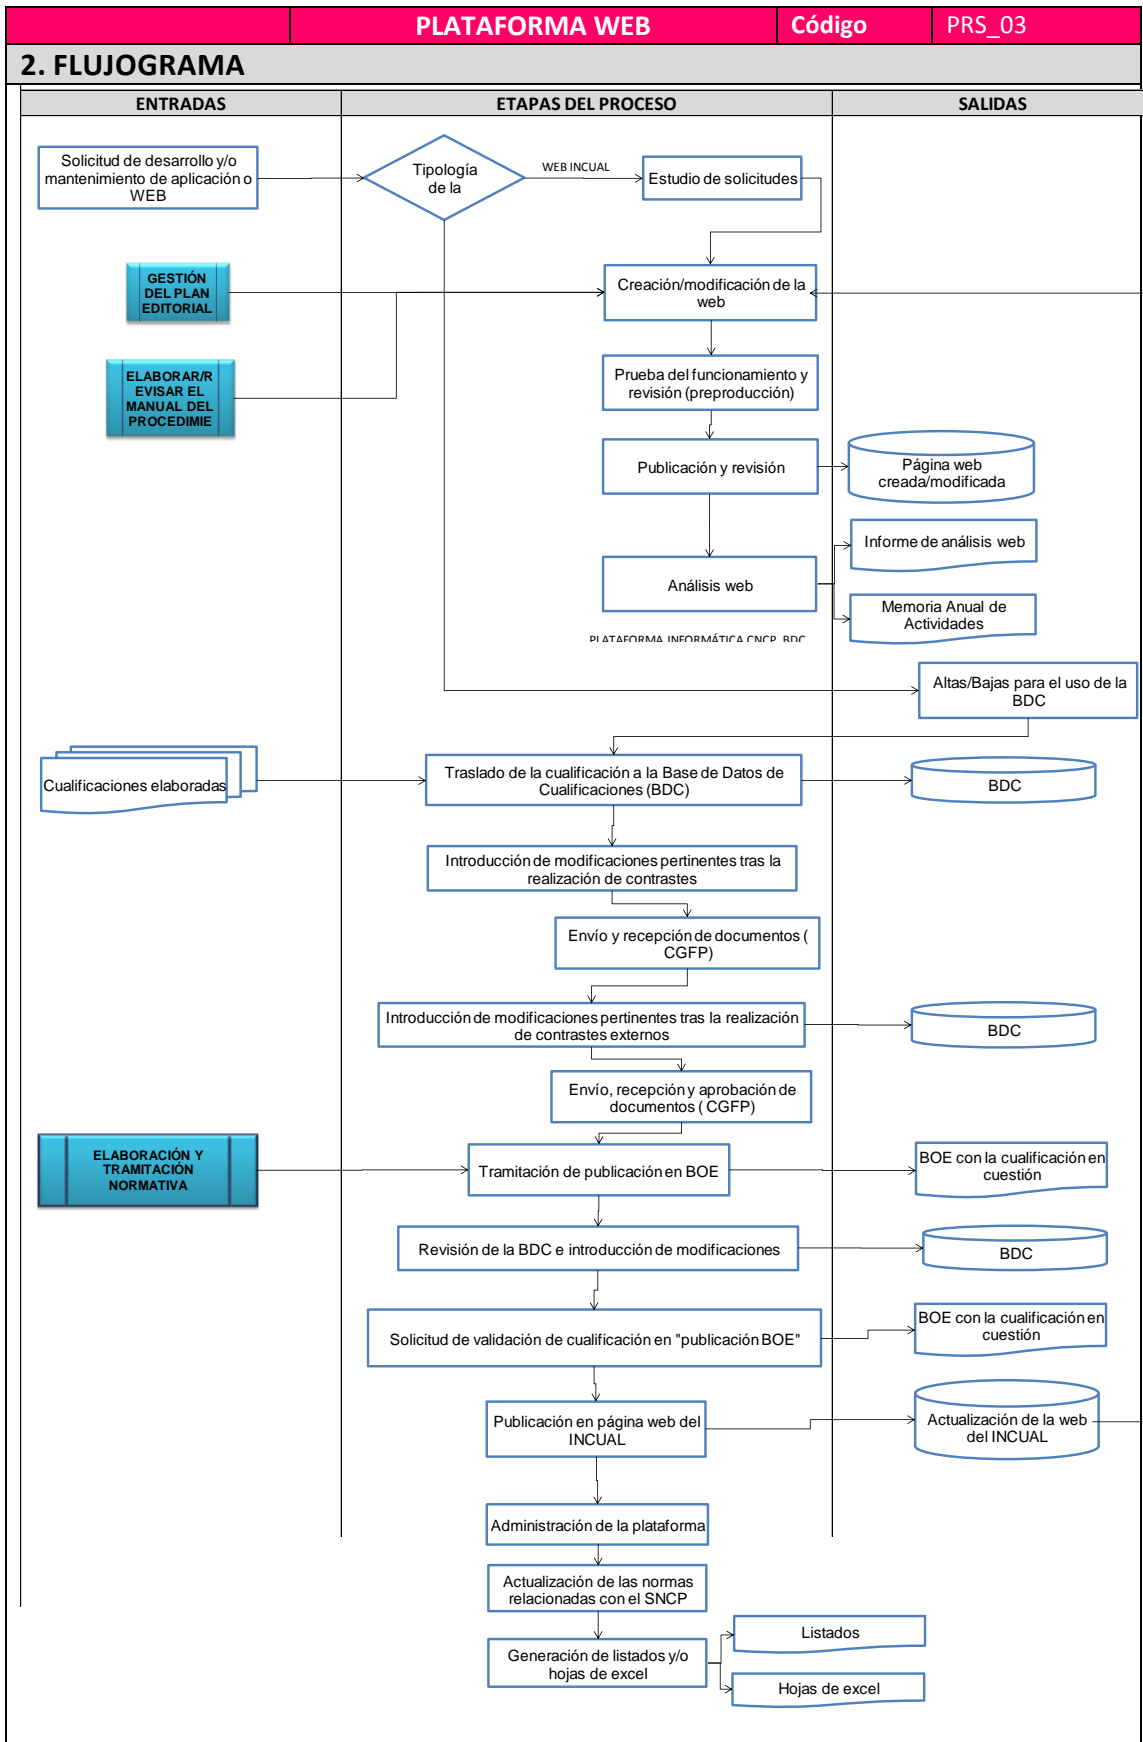 PLATAFORMA WEB Código PRS_03
2. FLUJOGRAMA
ENTRADAS ETAPAS DEL PROCESO SALIDAS
Solicitud de desarrollo y/o
mantenimiento de aplicación o
WEB
Tipología
de la
WEB INCUAL
Estudio de solicitudes
GESTIÓN
DEL PLAN
EDITORIAL
Creación/modificación de la
web
ELABORAR/R
EVISAR EL
MANUAL DEL
PROCEDIMIE
Prueba del funcionamiento y
revisión (preproducción)
Publicación y revisión
Página web
creada/modificada
Informe de análisis web
Análisis web
Memoria Anual de
Actividades
PLATAFORMA INFORMÁTICA CNCP, BDC
Altas/Bajas para el uso de la
BDC
Cualificaciones elaboradas
Traslado de la cualificación a la Base de Datos de
Cualificaciones (BDC)
BDC
Introducción de modificaciones pertinentes tras la
realización de contrastes
Envío y recepción de documentos (
CGFP)
Introducción de modificaciones pertinentes tras la realización
de contrastes externos
BDC
Envío, recepción y aprobación de
documentos ( CGFP)
ELABORACIÓN Y
TRAMITACIÓN
NORMATIVA
Tramitación de publicación en BOE
BOE con la cualificación en
cuestión
Revisión de la BDC e introducción de modificaciones
BDC
Solicitud de validación de cualificación en "publicación BOE"
BOE con la cualificación en
cuestión
Publicación en página web del
INCUAL
Actualización de la web
del INCUAL
Administración de la plataforma
Actualización de las normas
relacionadas con el SNCP
Generación de listados y/o
hojas de excel
Listados
Hojas de excel